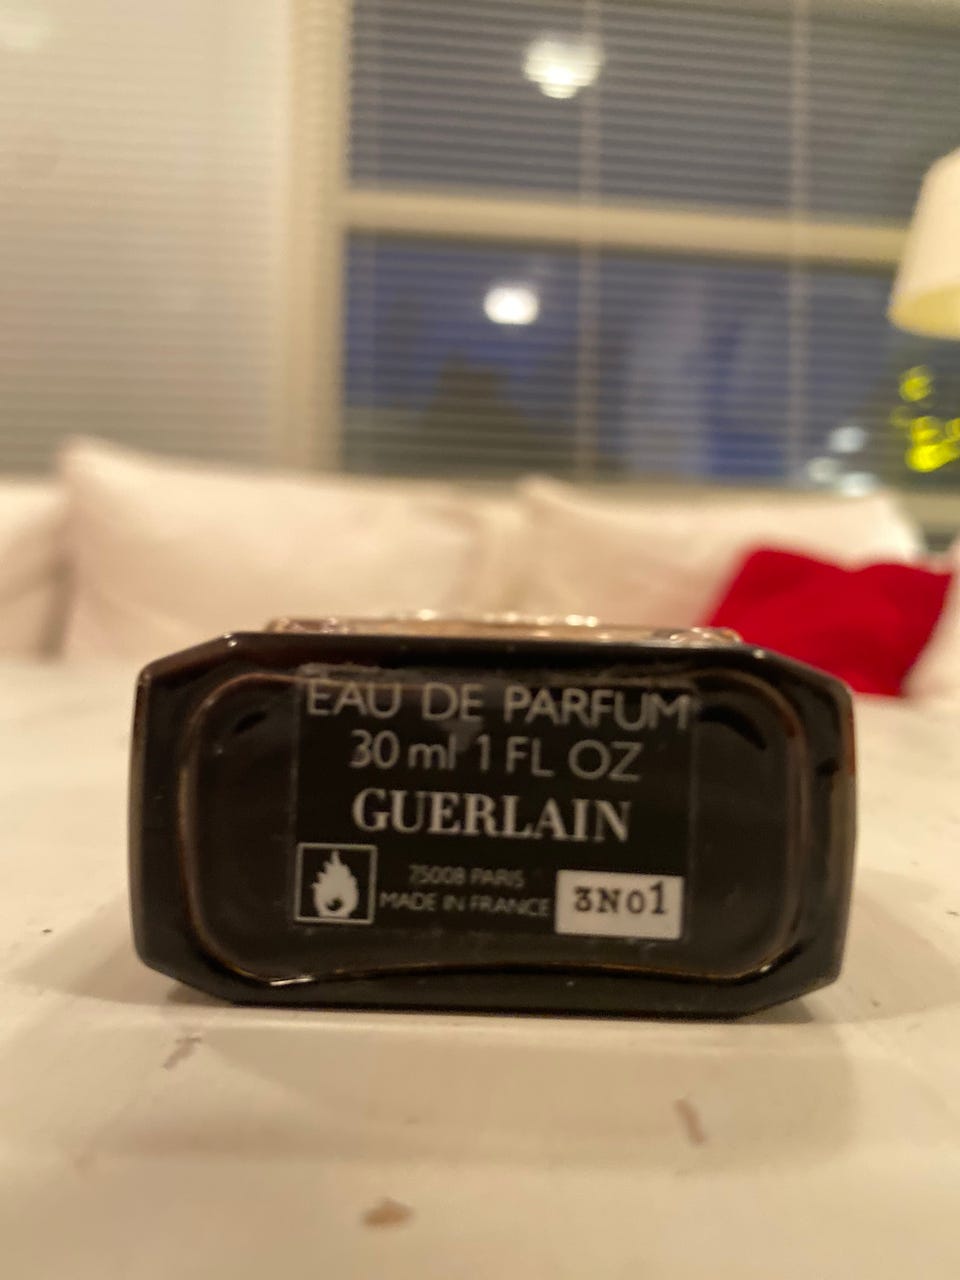 EAU DE PARFUM
30 ml 1 FL OZ
GUERLAIN
75008 PARIS
MADE IN FRANCE
3N01